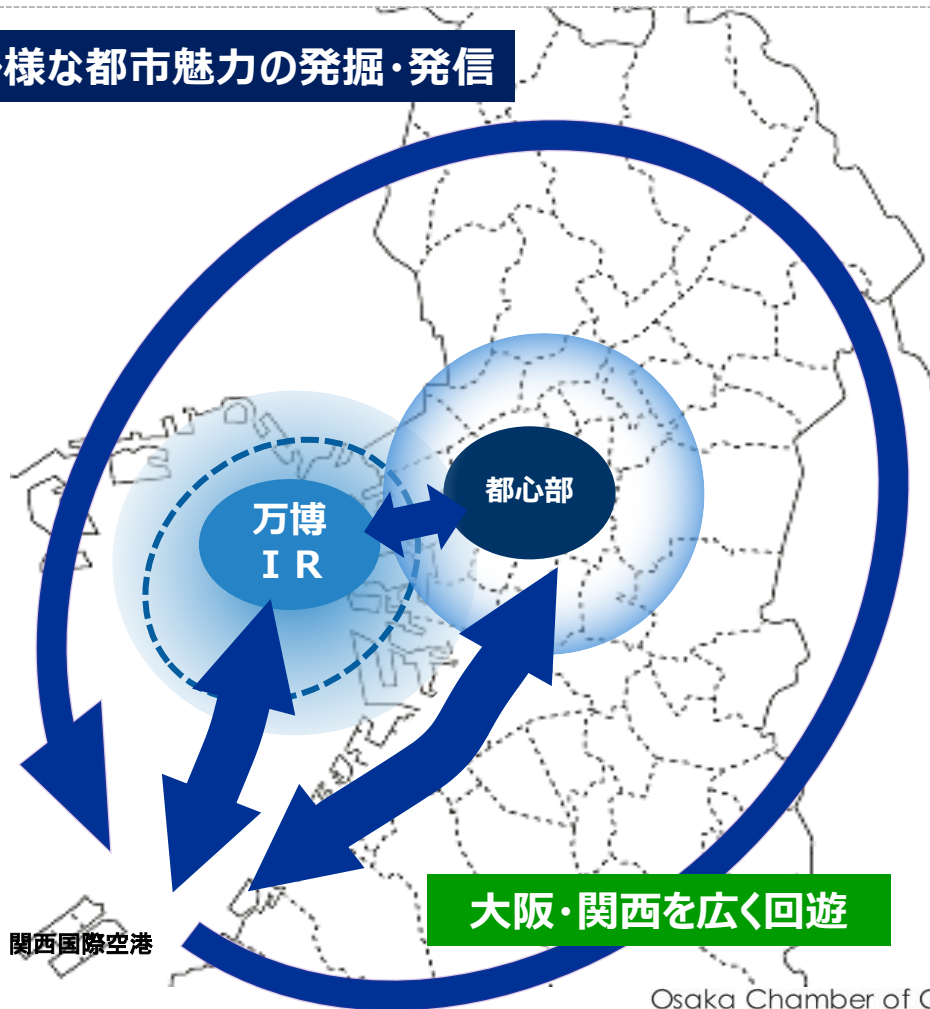 様な都市魅力の発掘・発信
都心部
万博
ＩＲ
大阪・関西を広く回遊
関西国際空港
Osaka Chamber of